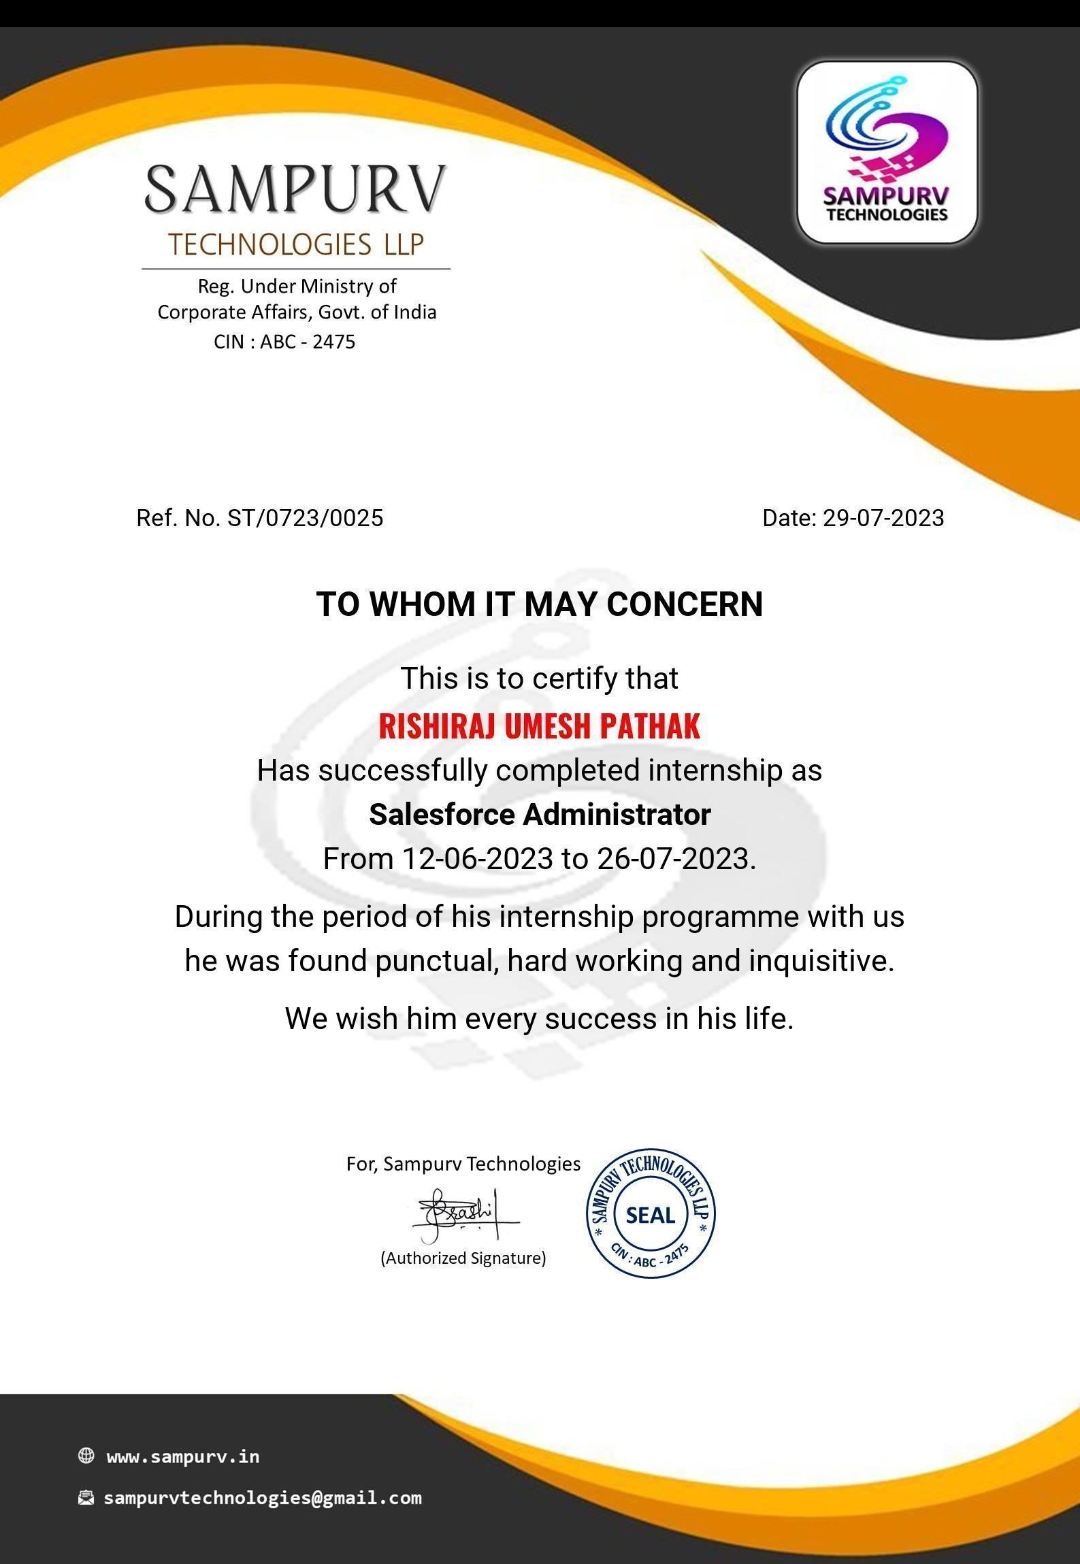 SAMPURV
TECHNOLOGIES LLP
Reg. Under Ministry of
Corporate Affairs, Govt. of India
CIN : ABC - 2475
SAMPURV
TECHNOLOGIES
Ref. No. ST/0723/0025
Date: 29-07-2023
TO WHOM IT MAY CONCERN
This is to certify that
RISHIRAJ UMESH PATHAK
Has successfully completed internship as
Salesforce Administrator
From 12-06-2023 to 26-07-2023.
During the period of his internship programme with us
he was found punctual, hard working and inquisitive.
We wish him every success in his life.
For, Sampurv Technologies
(Authorized Signature)
* SAMPURV TECHNOLOGIES LLP *
SEAL
CIN : ABC - 2475
www.sampurv.in
sampurvtechnologies@gmail.com